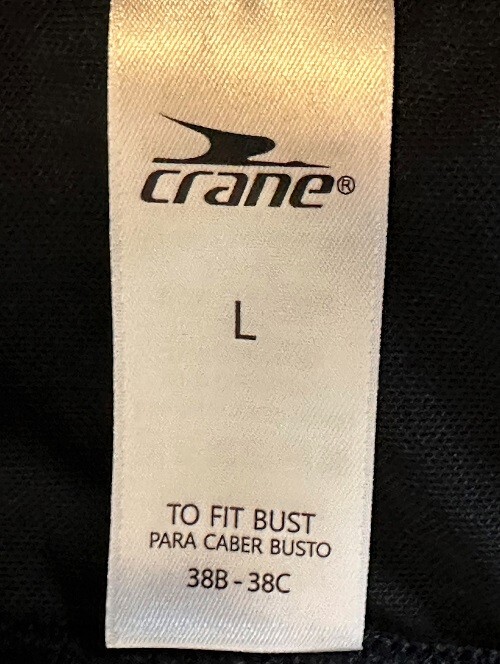 crane®
L
TO FIT BUST
PARA CABER BUSTO
38B - 38C